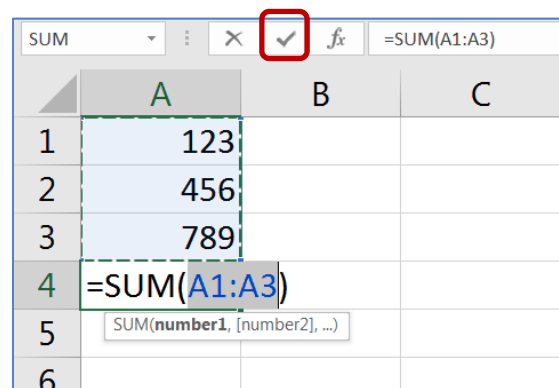 SUM fx =SUM(A1:A3)
A B C
1 123
2 456
3 789
4 =SUM(A1:A3)
SUM(number1, [number2], ...)
5
6